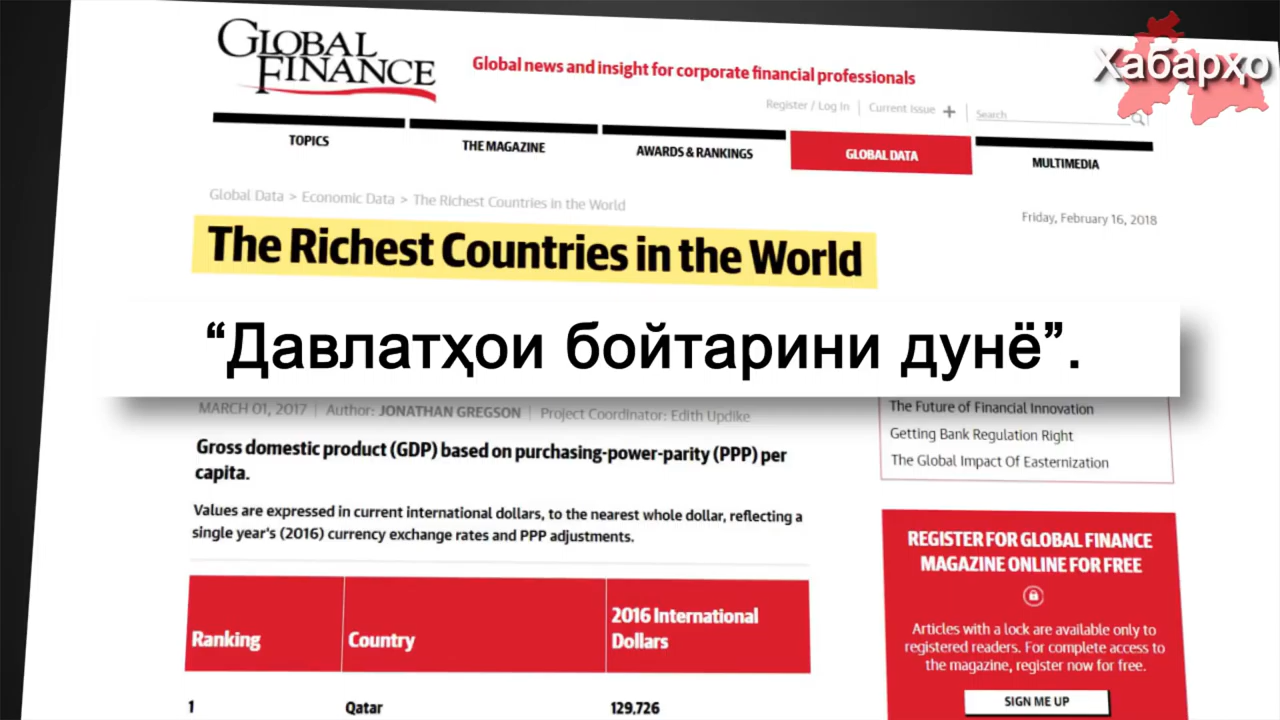 GLOBAL
FINANCE
Global news and insight for corporate financial professionals
Хабарҳо
Register / Log In | Current Issue + | Search
TOPICS
THE MAGAZINE
AWARDS & RANKINGS
GLOBAL DATA
MULTIMEDIA
Global Data > Economic Data > The Richest Countries in the World
Friday, February 16, 2018
The Richest Countries in the World
“Давлатҳои бойтарини дунё”.
MARCH 01, 2017 | Author: JONATHAN GREGSON | Project Coordinator: Edith Updike
Gross domestic product (GDP) based on purchasing-power-parity (PPP) per
capita.
Values are expressed in current international dollars, to the nearest whole dollar, reflecting a
single year's (2016) currency exchange rates and PPP adjustments.
Ranking
Country
2016 International
Dollars
1
Qatar
129,726
The Future of Financial Innovation
Getting Bank Regulation Right
The Global Impact Of Easternization
REGISTER FOR GLOBAL FINANCE
MAGAZINE ONLINE FOR FREE
Articles with a lock are available only to
registered readers. For complete access to
the magazine, register now for free.
SIGN ME UP